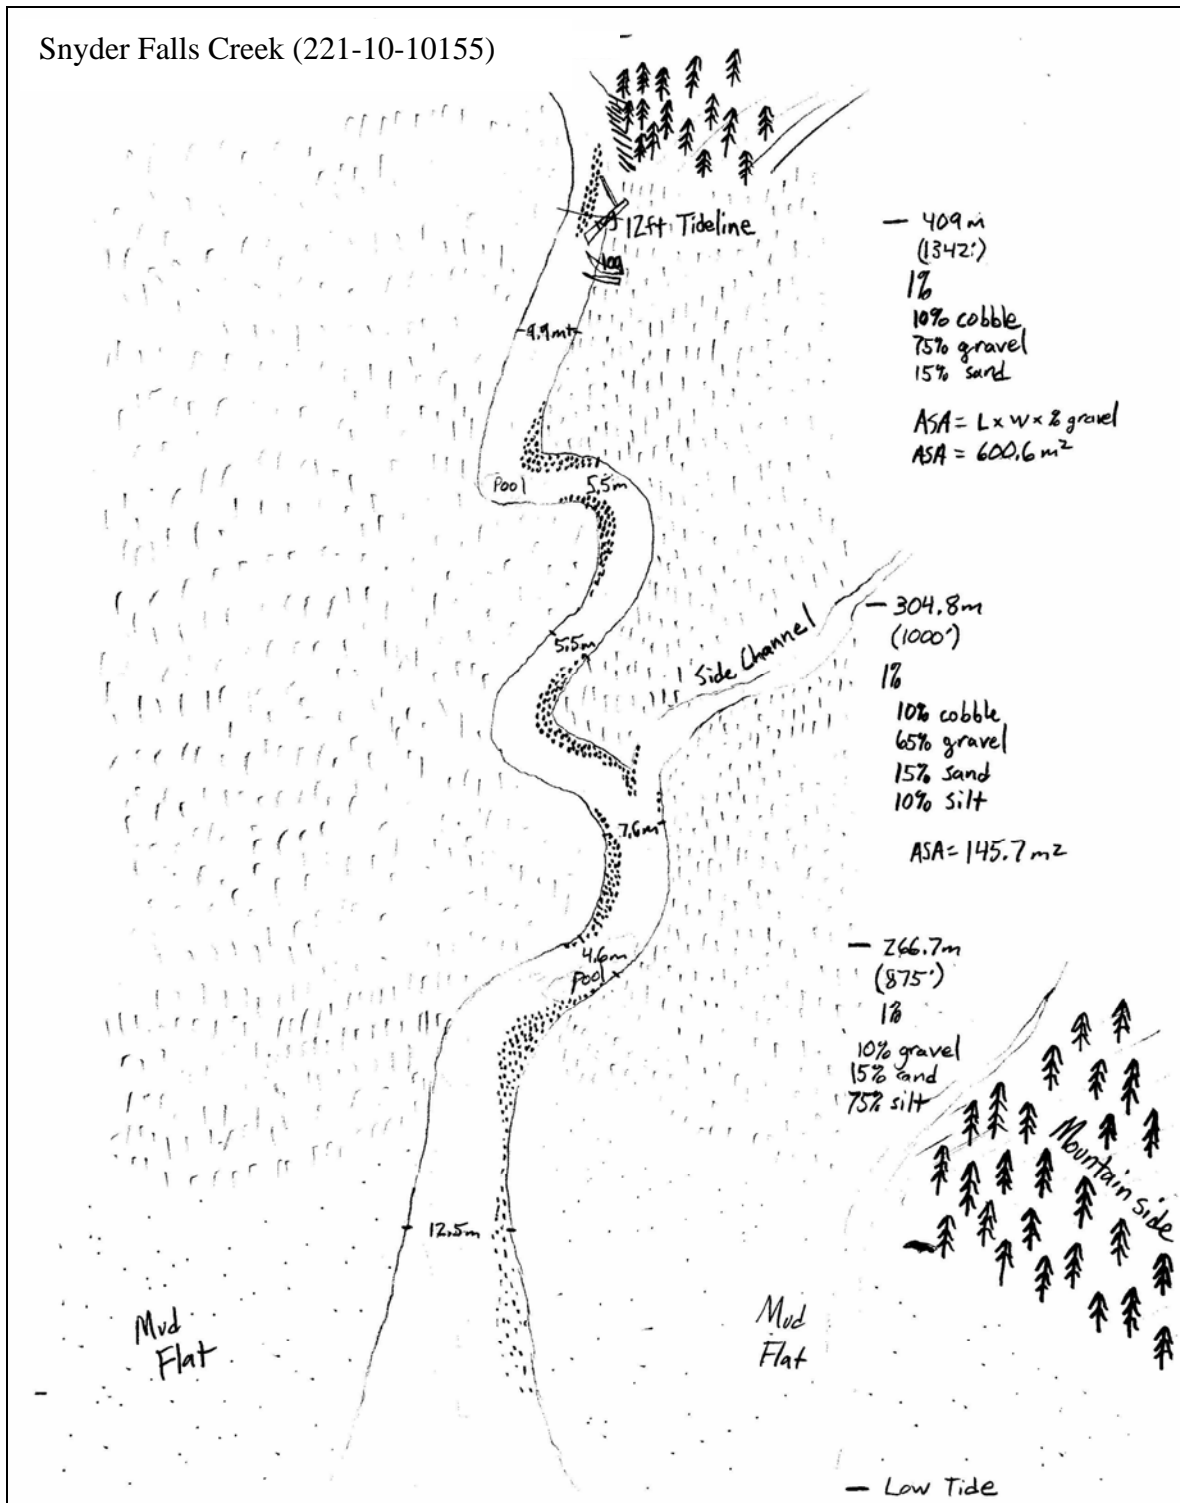 Snyder Falls Creek (221-10-10155)
12ft. Tideline
log
9.9m
Pool
5.5m
5.5m
Side Channel
7.6m
4.6m
Pool
12.5m
Mud
Flat
Mud
Flat
Mountain side
— 409m
(1342')
1%
10% cobble
75% gravel
15% sand
ASA = L x W x % gravel
ASA = 600.6 m²
— 304.8m
(1000')
1%
10% cobble
65% gravel
15% sand
10% silt
ASA = 145.7 m²
— 266.7m
(875')
1%
10% gravel
15% sand
75% silt
— Low Tide